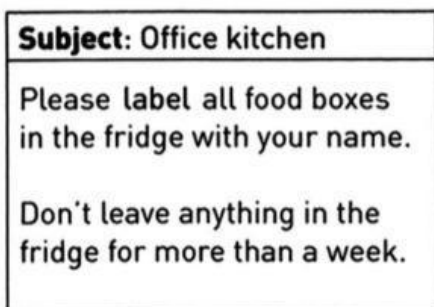 Subject: Office kitchen
Please label all food boxes
in the fridge with your name.
Don't leave anything in the
fridge for more than a week.